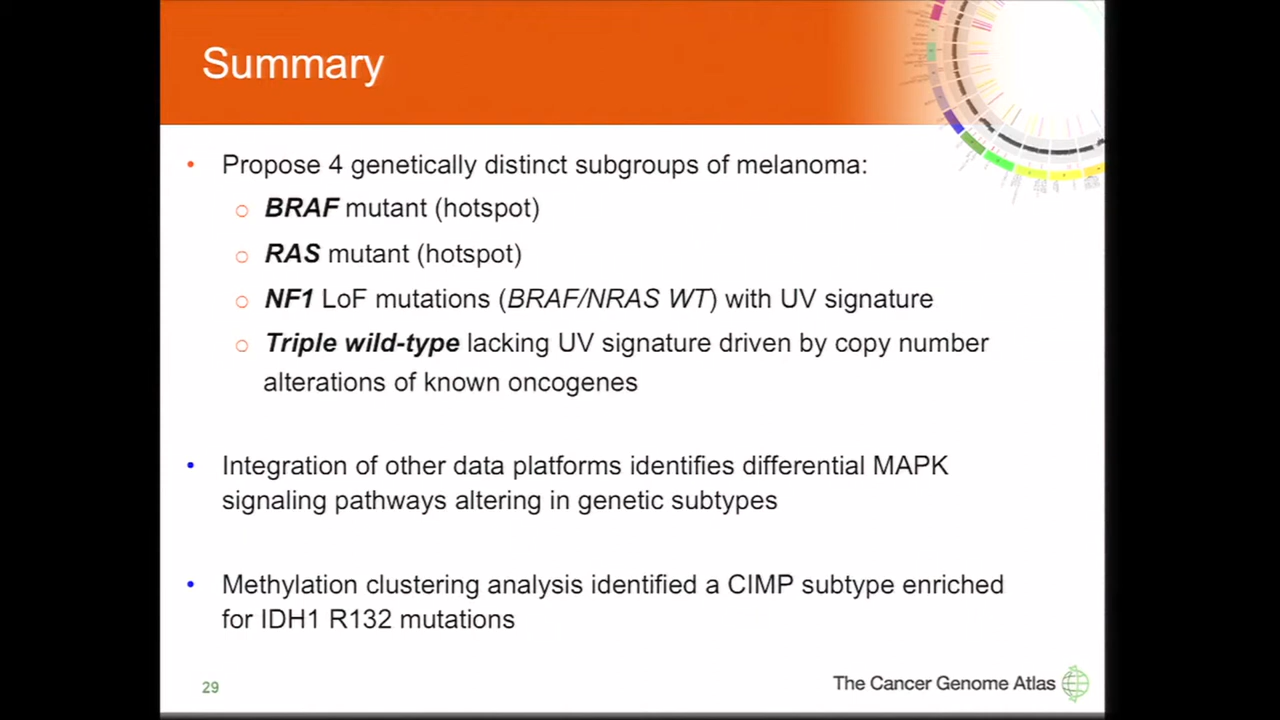 Summary
• Propose 4 genetically distinct subgroups of melanoma:
○ BRAF mutant (hotspot)
○ RAS mutant (hotspot)
○ NF1 LoF mutations (BRAF/NRAS WT) with UV signature
○ Triple wild-type lacking UV signature driven by copy number
alterations of known oncogenes
• Integration of other data platforms identifies differential MAPK
signaling pathways altering in genetic subtypes
• Methylation clustering analysis identified a CIMP subtype enriched
for IDH1 R132 mutations
29
The Cancer Genome Atlas